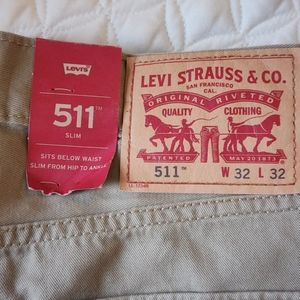 Levi's
511™
SLIM
SITS BELOW WAIST
SLIM FROM HIP TO ANKLE
LEVI STRAUSS & CO.
SAN FRANCISCO
CAL.
ORIGINAL RIVETED
QUALITY CLOTHING
PATENTED MAY 20 1873
511™ W 32 L 32